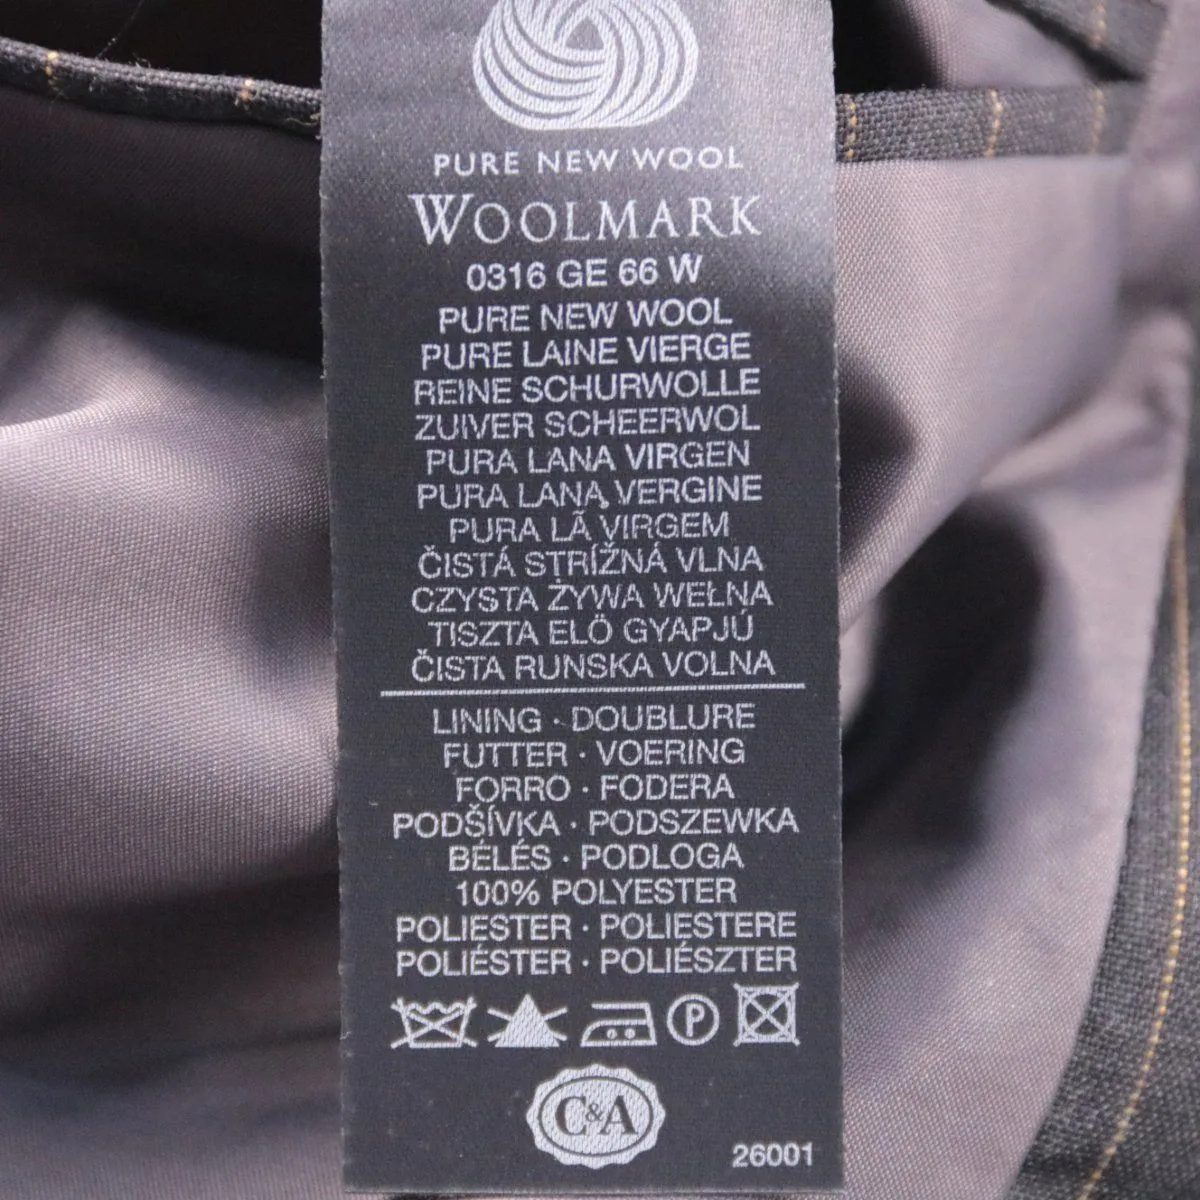 PURE NEW WOOL
WOOLMARK
0316 GE 66 W
PURE NEW WOOL
PURE LAINE VIERGE
REINE SCHURWOLLE
ZUIVER SCHEERWOL
PURA LANA VIRGEN
PURA LANA VERGINE
PURA LÃ VIRGEM
ČISTÁ STRÍŽNÁ VLNA
CZYSTA ŻYWA WEŁNA
TISZTA ELÖ GYAPJÚ
ČISTA RUNSKA VOLNA
LINING · DOUBLURE
FUTTER · VOERING
FORRO · FODERA
PODŠÍVKA · PODSZEWKA
BÉLÉS · PODLOGA
100% POLYESTER
POLIESTER · POLIESTERE
POLIÉSTER · POLIÉSZTER
P
C&A
26001